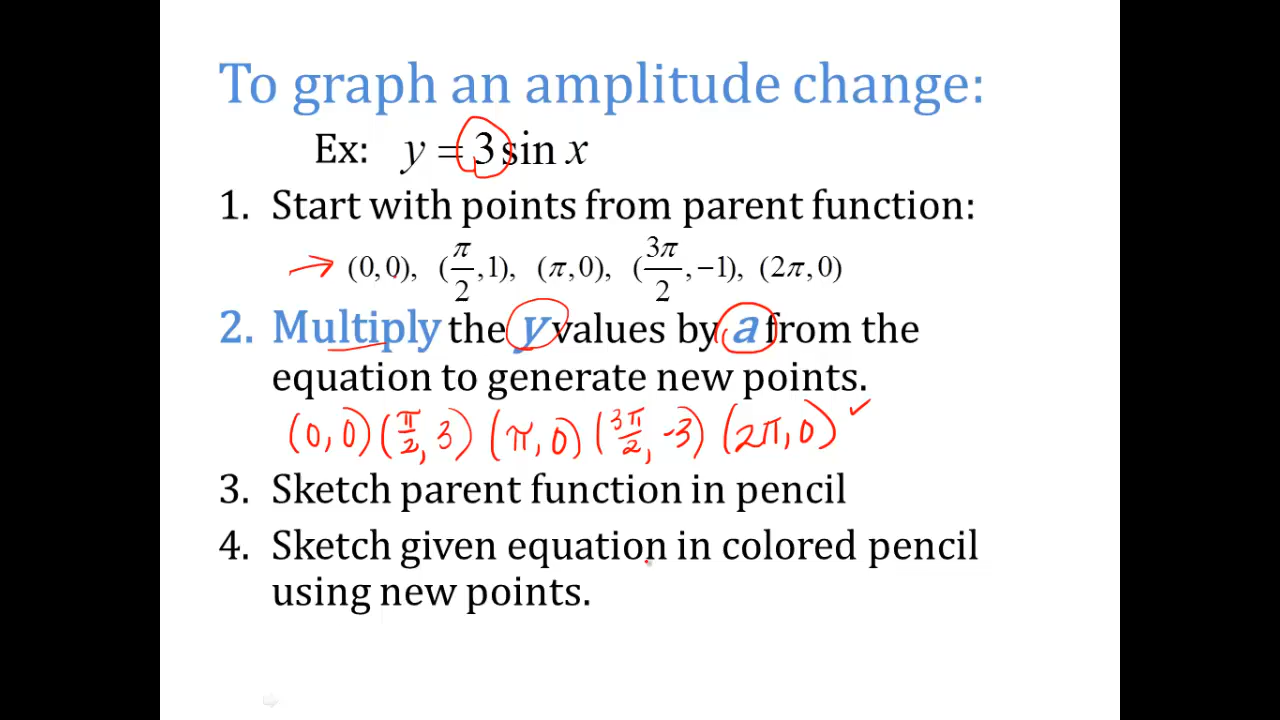 To graph an amplitude change:
Ex: y = 3 sin x
1. Start with points from parent function:
(0,0), (π/2,1), (π,0), (3π/2,−1), (2π,0)
2. Multiply the y values by a from the
equation to generate new points.
(0,0) (π/2, 3) (π, 0) (3π/2, -3) (2π, 0)
3. Sketch parent function in pencil
4. Sketch given equation in colored pencil
using new points.